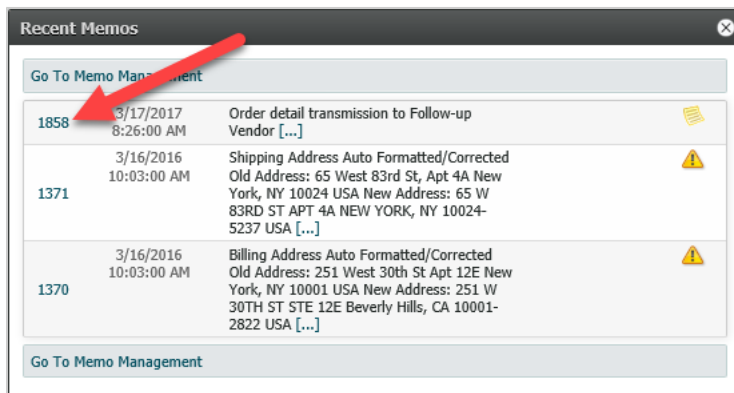 Recent Memos
Go To Memo Management
1858
3/17/2017
8:26:00 AM
Order detail transmission to Follow-up
Vendor [...]
1371
3/16/2016
10:03:00 AM
Shipping Address Auto Formatted/Corrected
Old Address: 65 West 83rd St, Apt 4A New
York, NY 10024 USA New Address: 65 W
83RD ST APT 4A NEW YORK, NY 10024-
5237 USA [...]
1370
3/16/2016
10:03:00 AM
Billing Address Auto Formatted/Corrected
Old Address: 251 West 30th St Apt 12E New
York, NY 10001 USA New Address: 251 W
30TH ST STE 12E Beverly Hills, CA 10001-
2822 USA [...]
Go To Memo Management